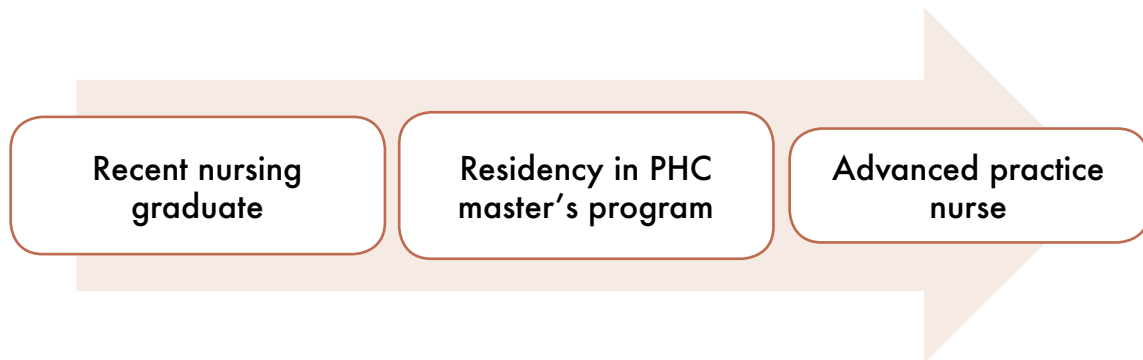 Recent nursing
graduate
Residency in PHC
master’s program
Advanced practice
nurse